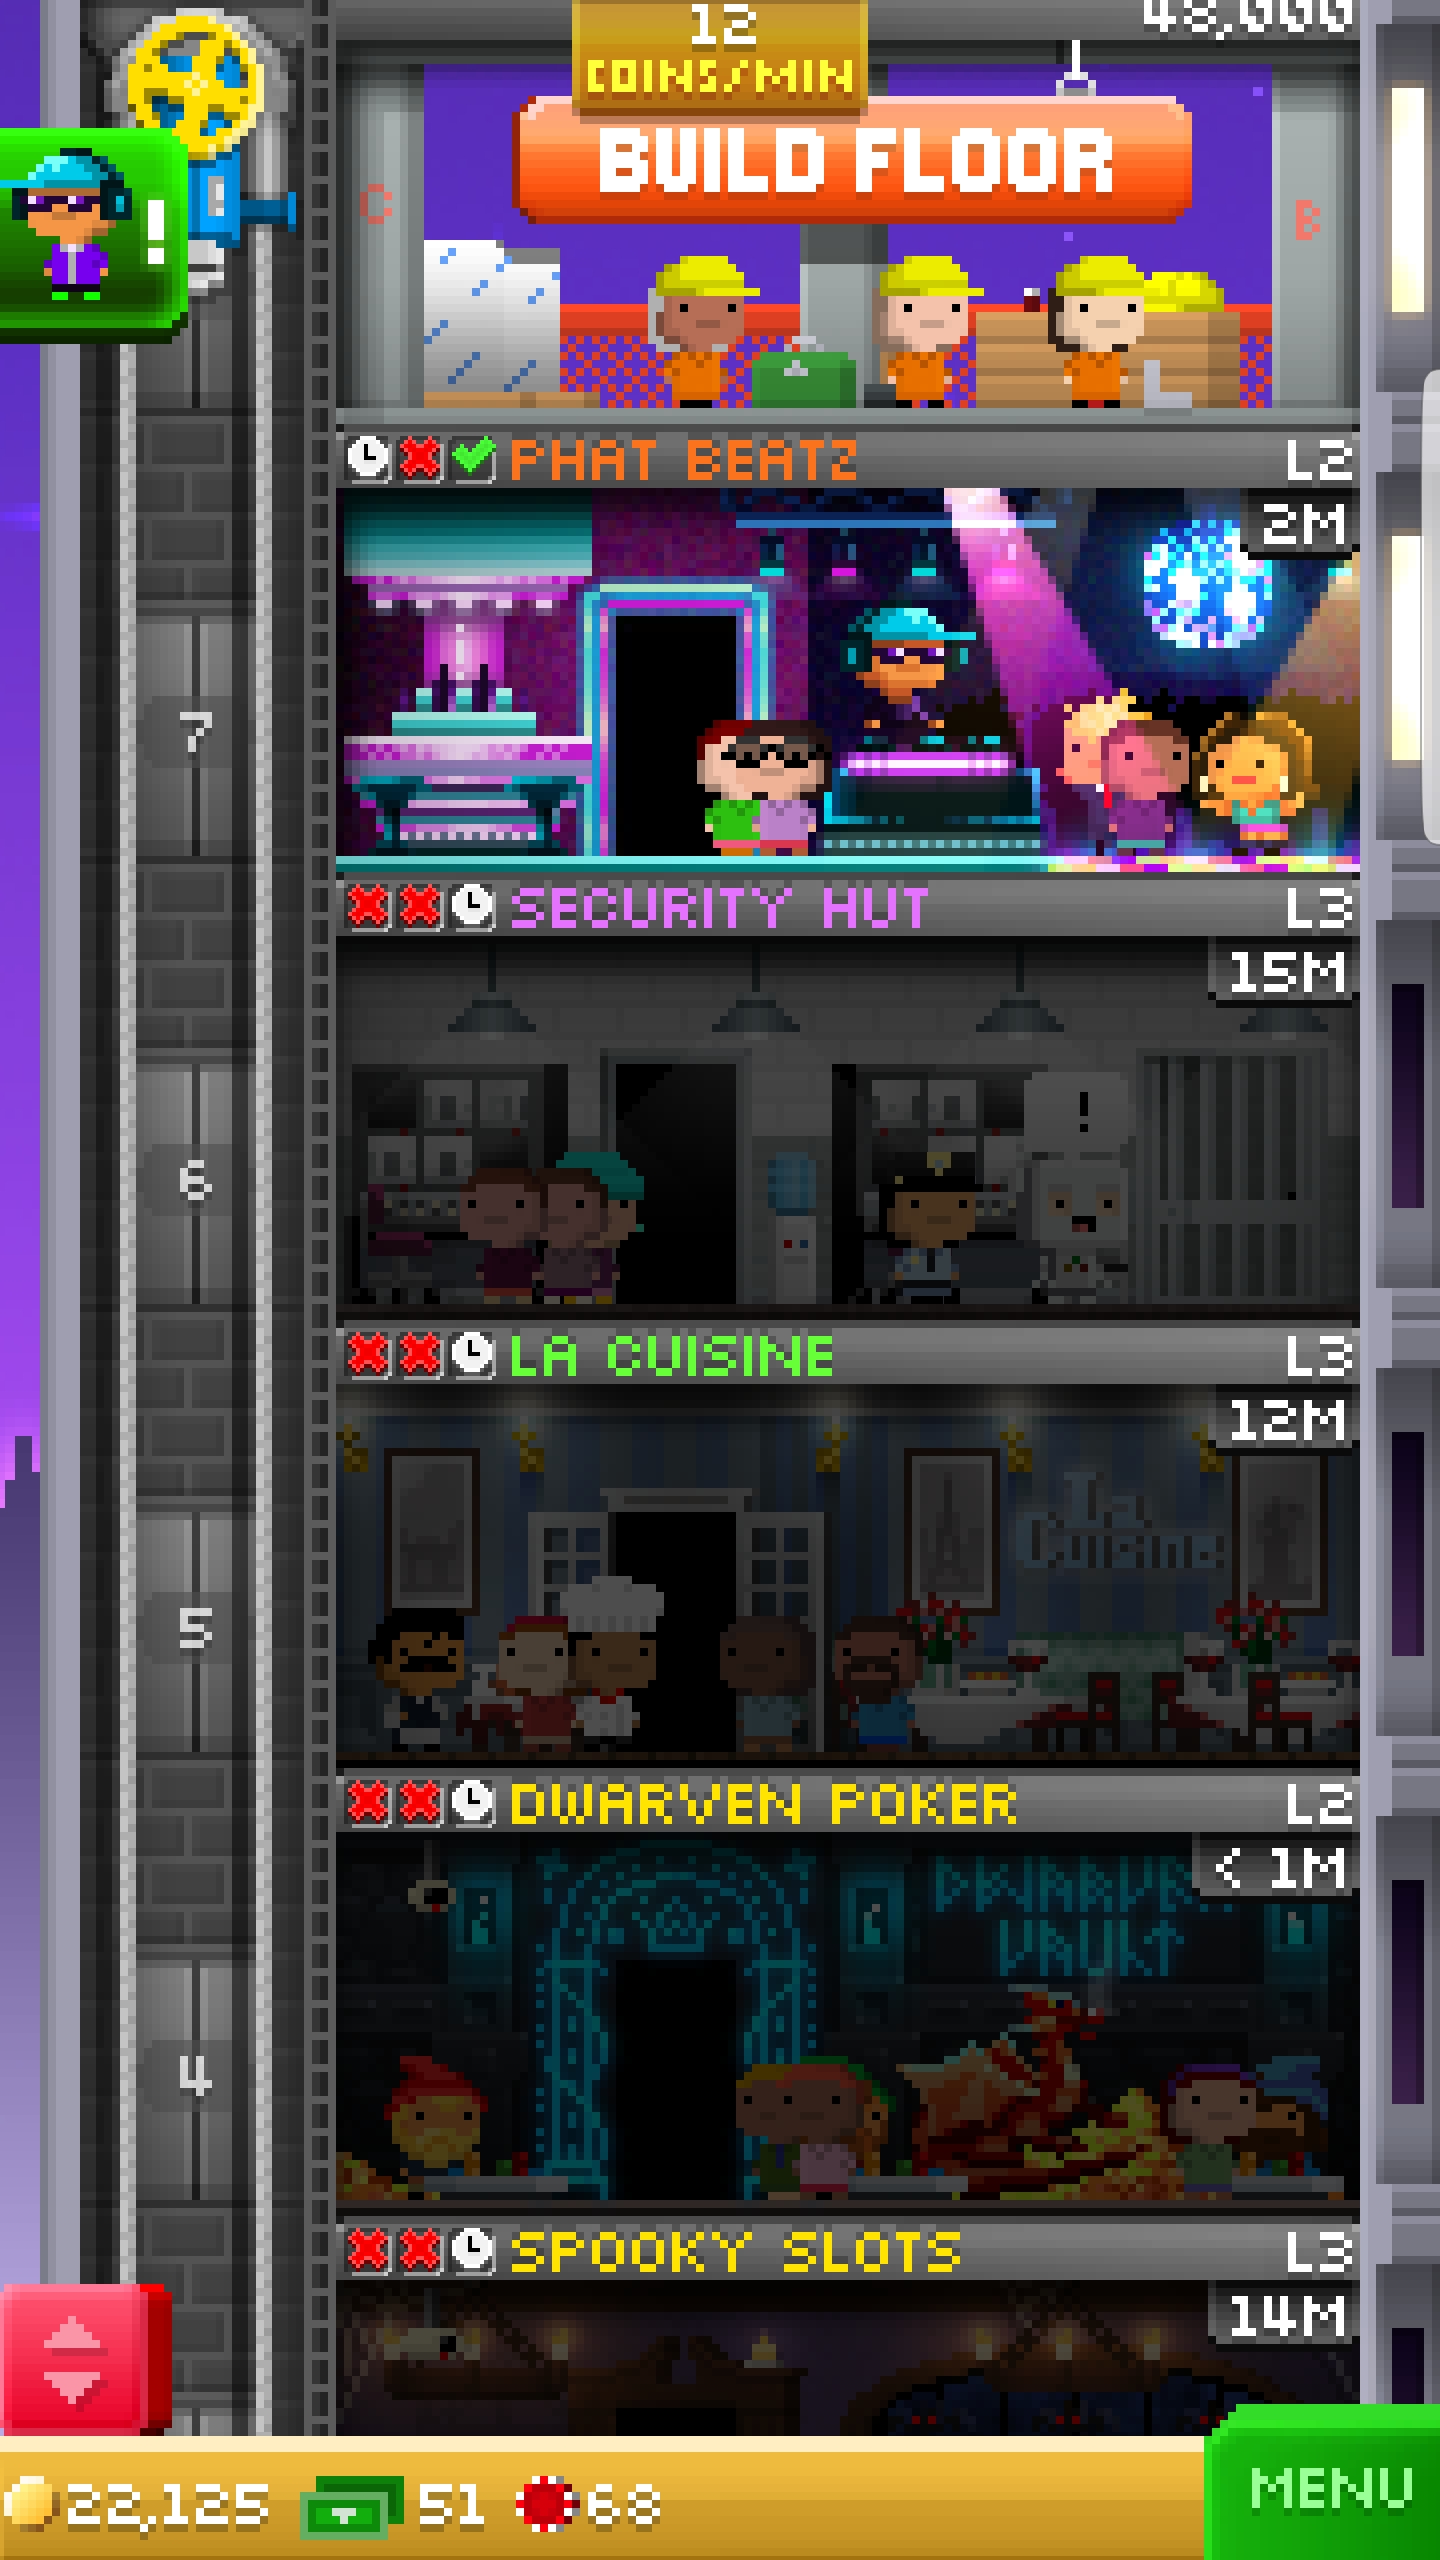 12
48,000
COINS/MIN
BUILD FLOOR
C
B
!
PHAT BEATZ
L2
2M
7
SECURITY HUT
L3
15M
!
6
LA CUISINE
L3
12M
La
Cuisine
5
DWARVEN POKER
L2
< 1M
DWARVEN
VAULT
4
SPOOKY SLOTS
L3
14M
22,125
51
68
MENU